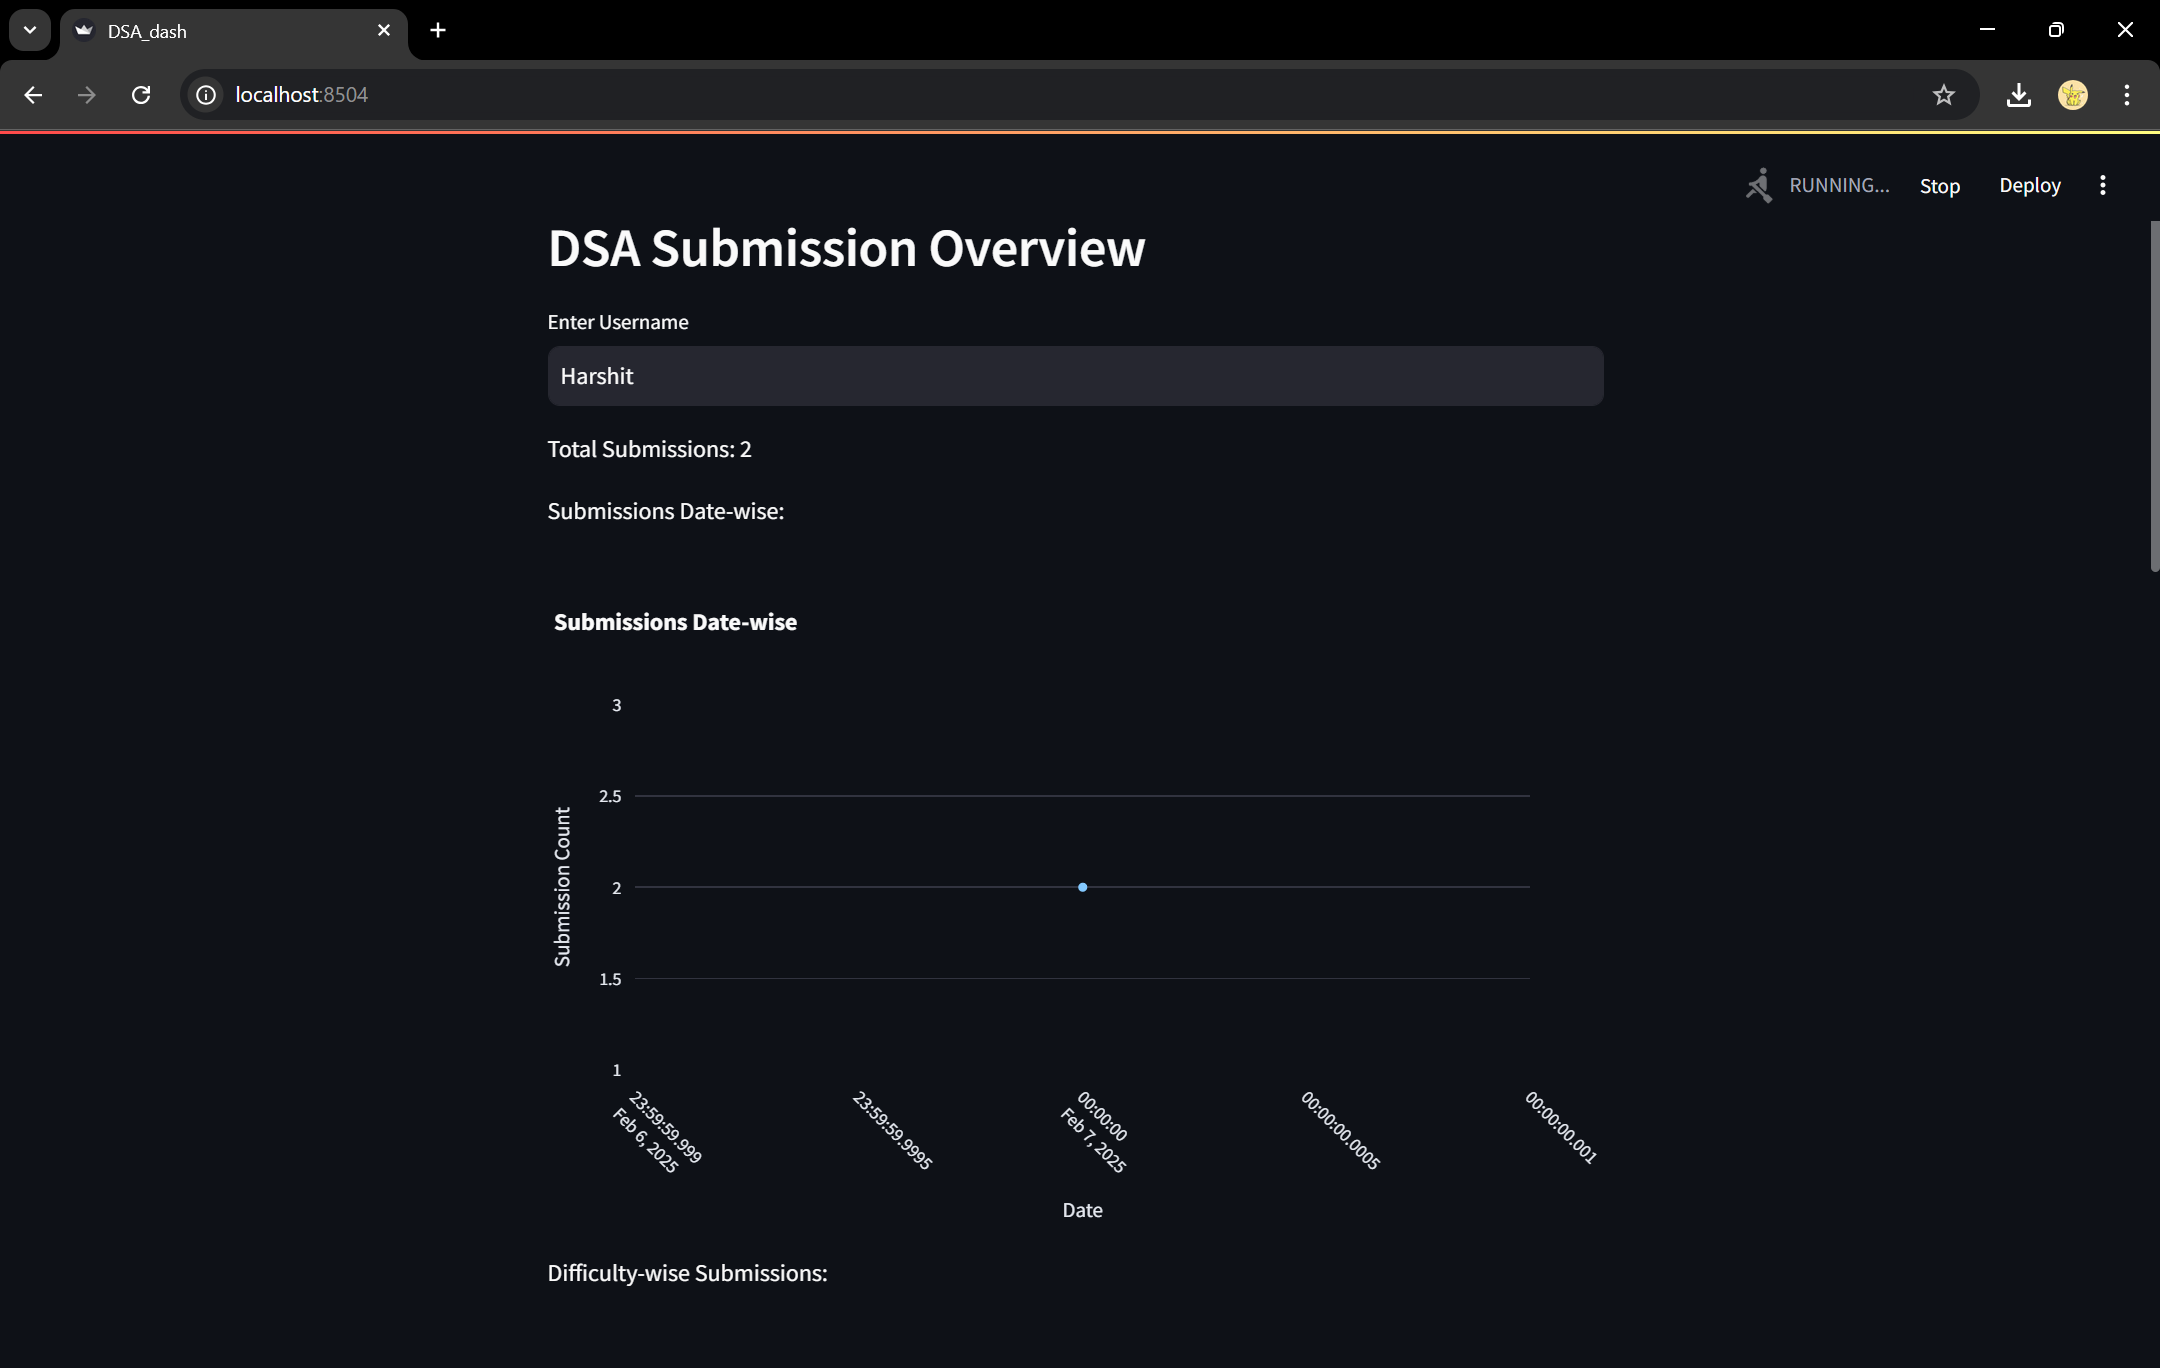 DSA_dash
localhost:8504
RUNNING...
Stop
Deploy
DSA Submission Overview
Enter Username
Harshit
Total Submissions: 2
Submissions Date-wise:
Submissions Date-wise
3
2.5
2
1.5
1
Submission Count
23:59:59.999
Feb 6, 2025
23:59:59.9995
00:00:00
Feb 7, 2025
00:00:00.0005
00:00:00.001
Date
Difficulty-wise Submissions: